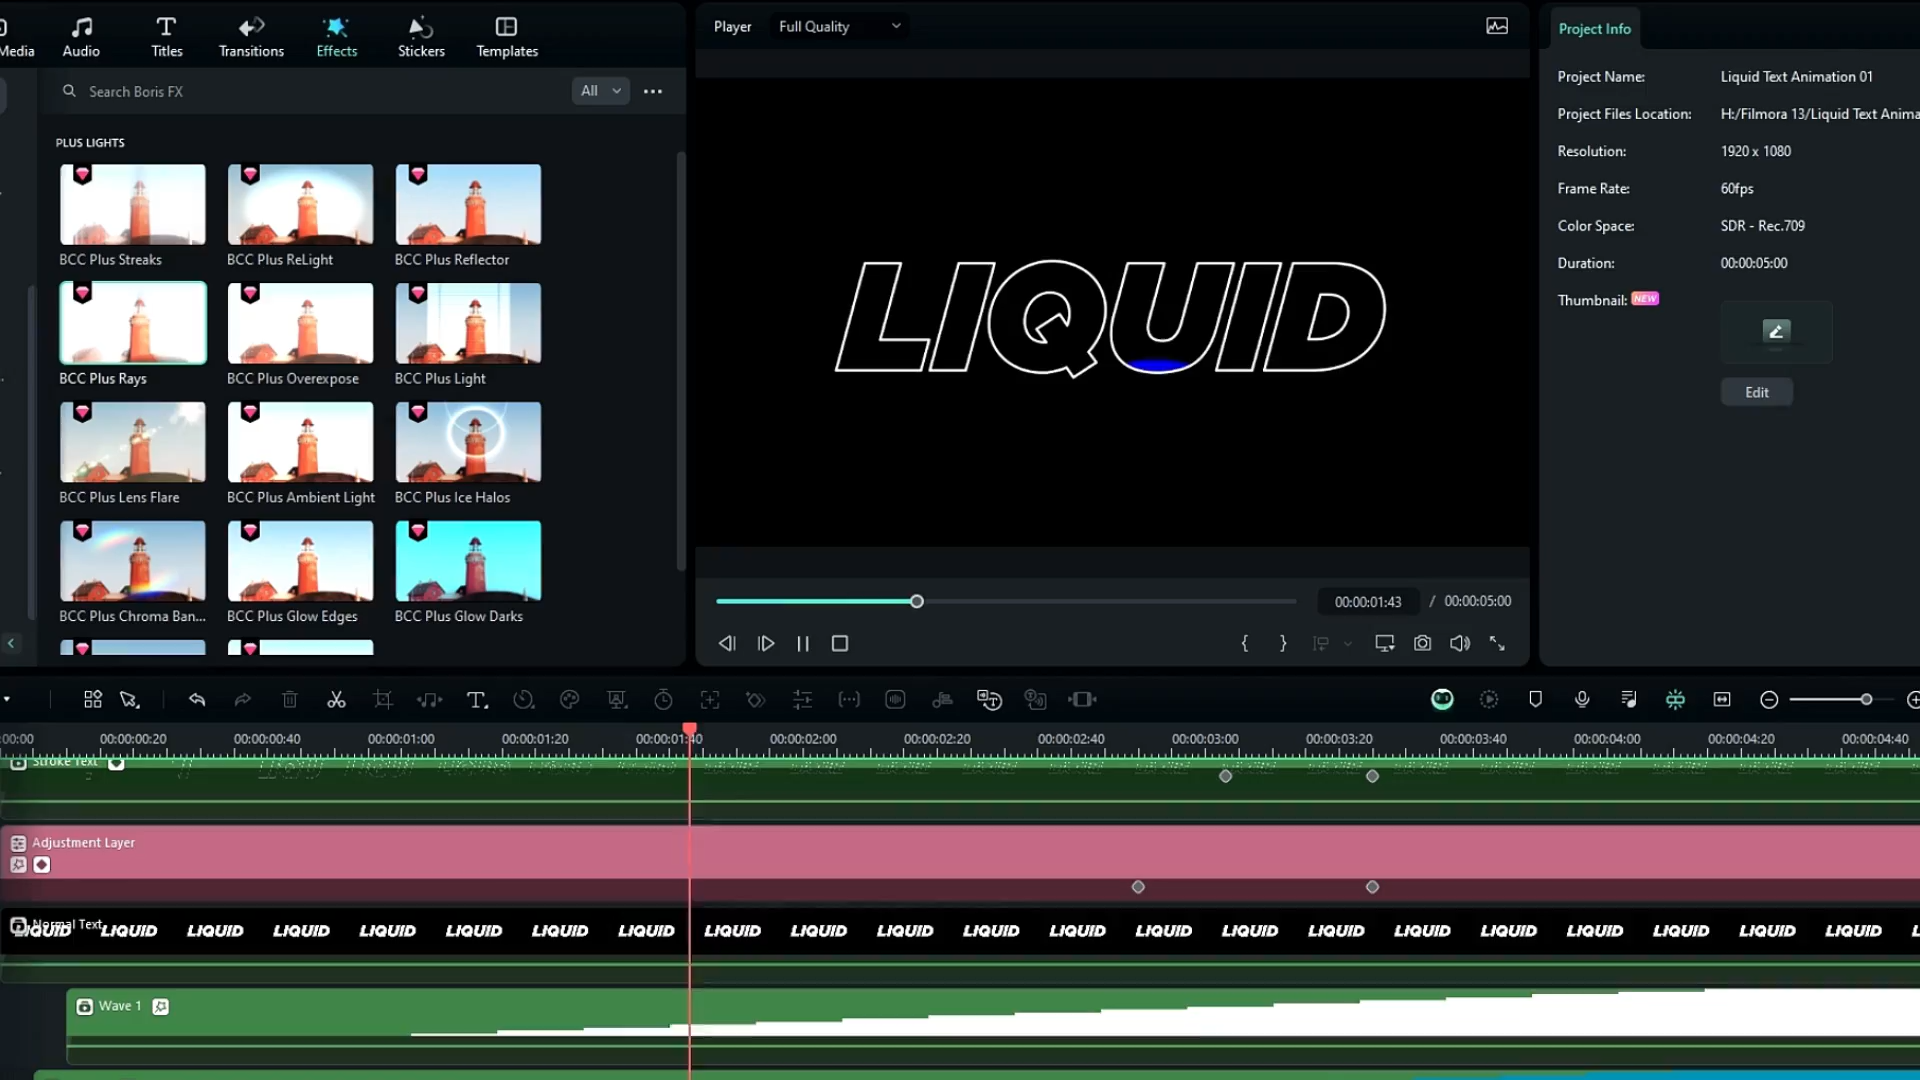 Media
Audio
Titles
Transitions
Effects
Stickers
Templates
Search Boris FX
All
PLUS LIGHTS
BCC Plus Streaks
BCC Plus ReLight
BCC Plus Reflector
BCC Plus Rays
BCC Plus Overexpose
BCC Plus Light
BCC Plus Lens Flare
BCC Plus Ambient Light
BCC Plus Ice Halos
BCC Plus Chroma Ban...
BCC Plus Glow Edges
BCC Plus Glow Darks
Player
Full Quality
LIQUID
00:00:01:43 / 00:00:05:00
Project Info
Project Name: Liquid Text Animation 01
Project Files Location: H:/Filmora 13/Liquid Text Anima
Resolution: 1920 x 1080
Frame Rate: 60fps
Color Space: SDR - Rec.709
Duration: 00:00:05:00
Thumbnail: NEW
Edit
:00:00 00:00:00:20 00:00:00:40 00:00:01:00 00:00:01:20 00:00:01:40 00:00:02:00 00:00:02:20 00:00:02:40 00:00:03:00 00:00:03:20 00:00:03:40 00:00:04:00 00:00:04:20 00:00:04:40
Stroke Text
Adjustment Layer
Normal Text
LIQUID LIQUID LIQUID LIQUID LIQUID LIQUID LIQUID LIQUID LIQUID LIQUID LIQUID LIQUID LIQUID LIQUID LIQUID LIQUID LIQUID LIQUID LIQUID LIQUID LIQUID LIQUID
Wave 1